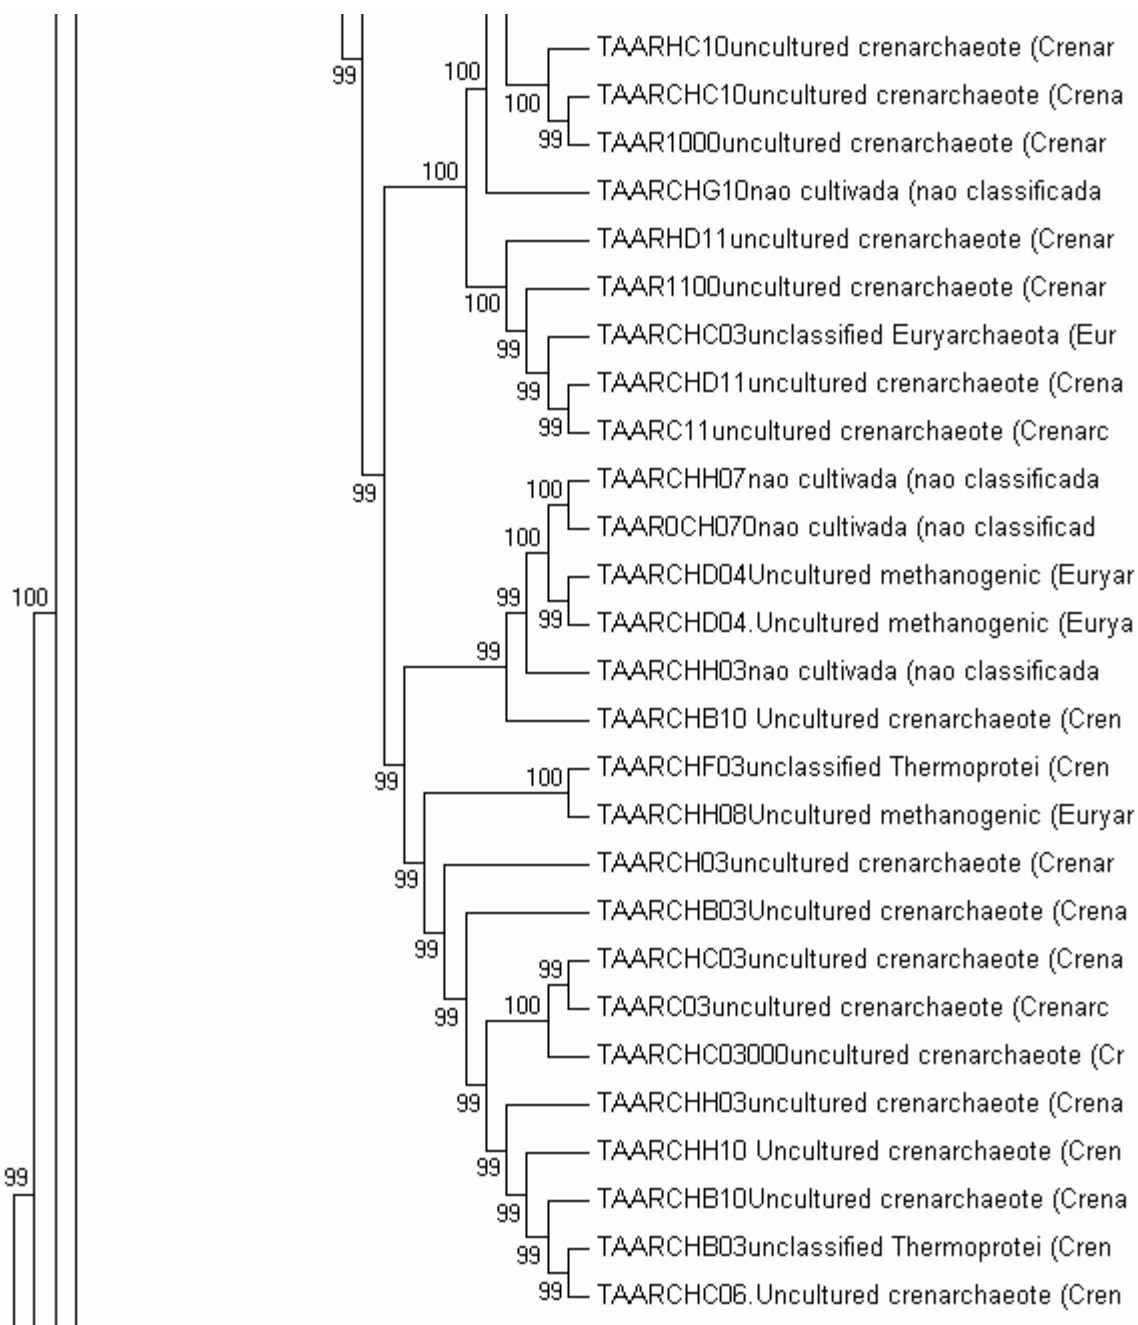 TAARHC10uncultured crenarchaeote (Crenar
99
100
100
TAARCHC10uncultured crenarchaeote (Crena
99
TAAR1000uncultured crenarchaeote (Crenar
100
TAARCHG10nao cultivada (nao classificada
TAARHD11uncultured crenarchaeote (Crenar
TAAR1100uncultured crenarchaeote (Crenar
100
TAARCHC03unclassified Euryarchaeota (Eur
99
TAARCHD11uncultured crenarchaeote (Crena
99
TAARC11uncultured crenarchaeote (Crenarc
99
TAARCHH07nao cultivada (nao classificada
100
99
TAAR0CH070nao cultivada (nao classificad
100
TAARCHD04Uncultured methanogenic (Euryar
100
99
TAARCHD04.Uncultured methanogenic (Eurya
99
99
TAARCHH03nao cultivada (nao classificada
TAARCHB10 Uncultured crenarchaeote (Cren
TAARCHF03unclassified Thermoprotei (Cren
99
100
TAARCHH08Uncultured methanogenic (Euryar
TAARCH03uncultured crenarchaeote (Crenar
99
TAARCHB03Uncultured crenarchaeote (Crena
99
TAARCHC03uncultured crenarchaeote (Crena
99
TAARC03uncultured crenarchaeote (Crenarc
99
100
TAARCHC03000uncultured crenarchaeote (Cr
TAARCHH03uncultured crenarchaeote (Crena
99
TAARCHH10 Uncultured crenarchaeote (Cren
99
99
TAARCHB10Uncultured crenarchaeote (Crena
99
TAARCHB03unclassified Thermoprotei (Cren
99
TAARCHC06.Uncultured crenarchaeote (Cren
99